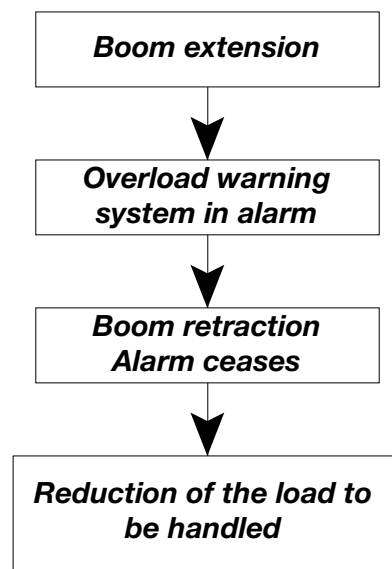 Boom extension
Overload warning
system in alarm
Boom retraction
Alarm ceases
Reduction of the load to
be handled